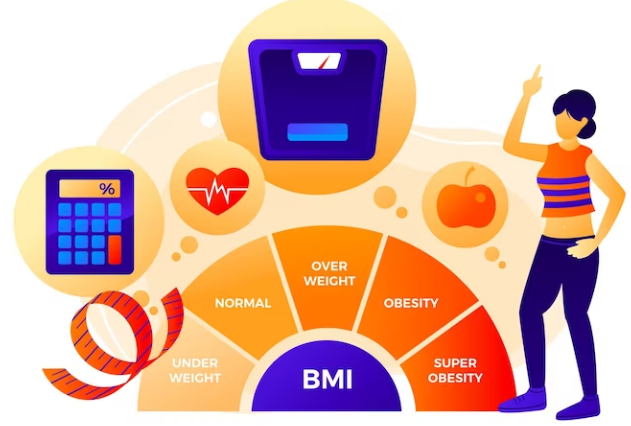 %
OVER
WEIGHT
NORMAL
OBESITY
UNDER
WEIGHT
SUPER
OBESITY
BMI